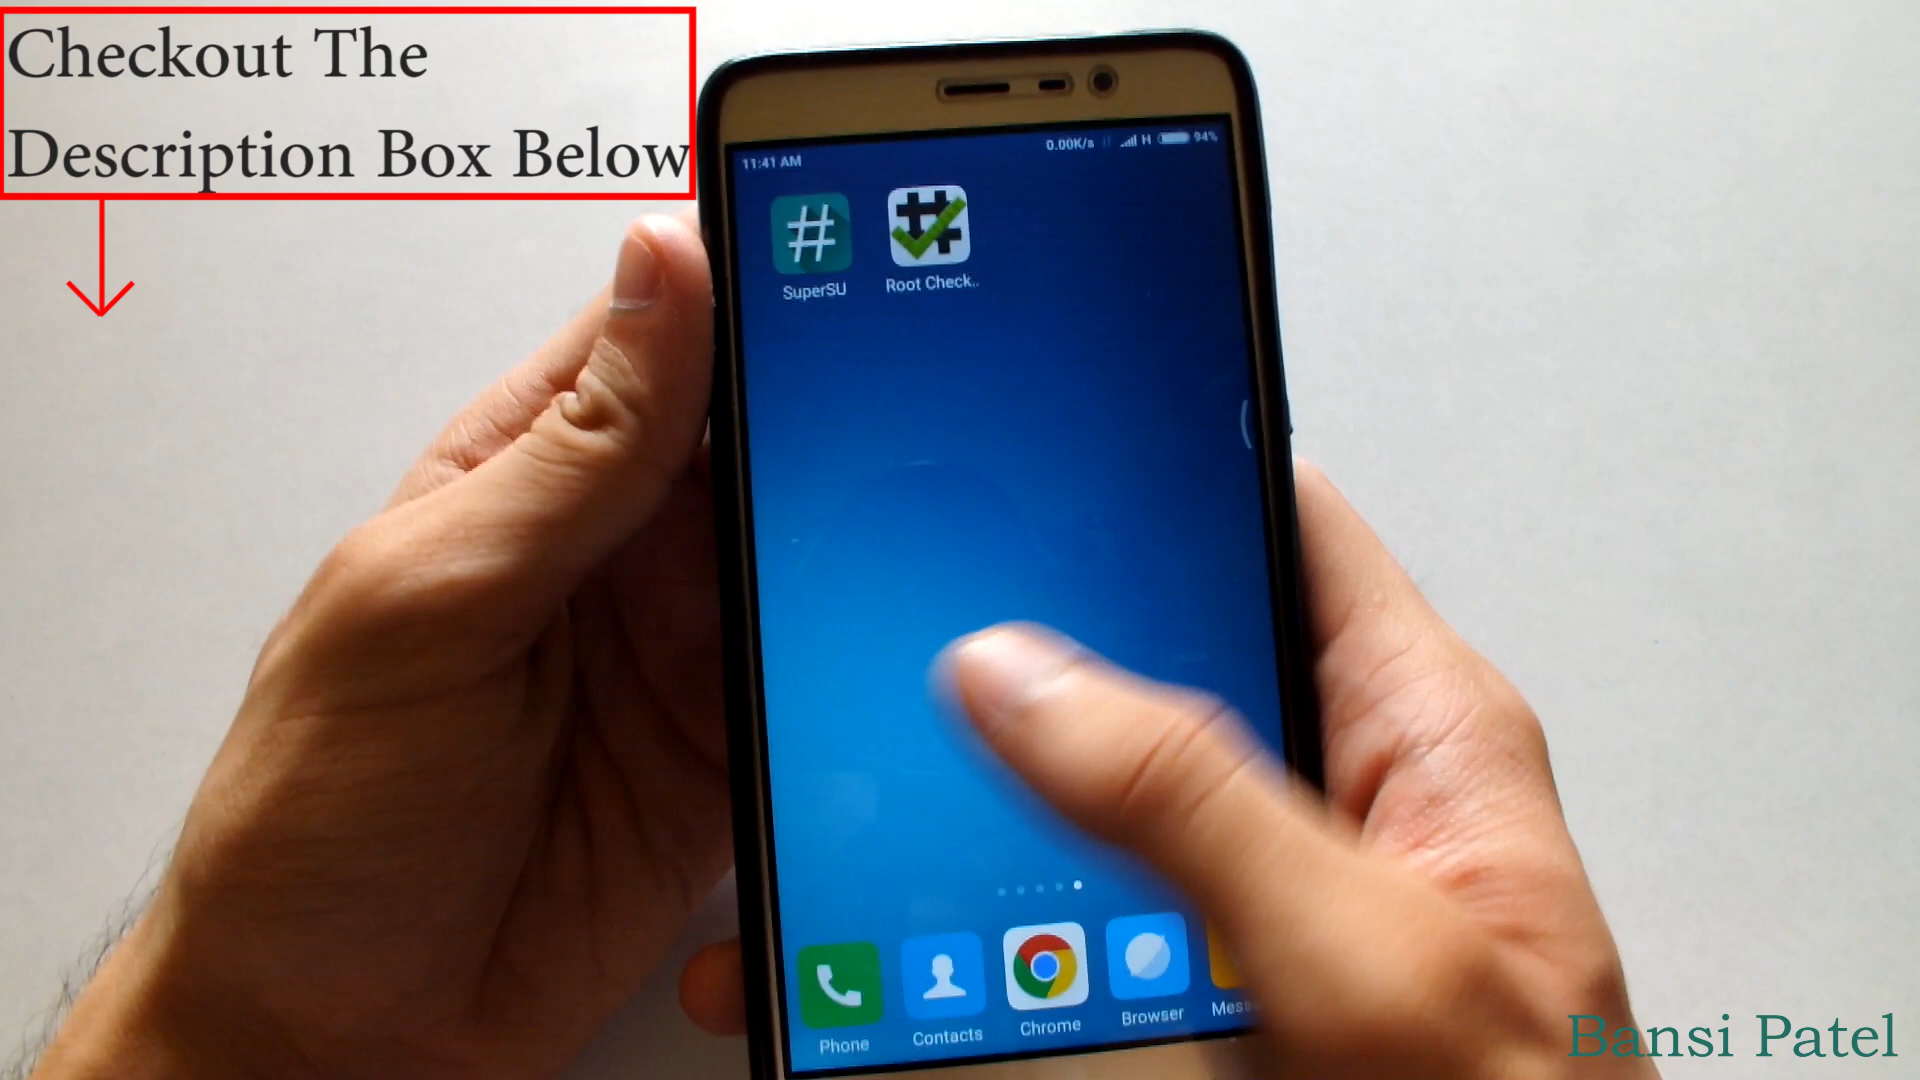 Checkout The
Description Box Below
11:41 AM
0.00K/s H 94%
SuperSU
Root Check..
Phone
Contacts
Chrome
Browser
Bansi Patel